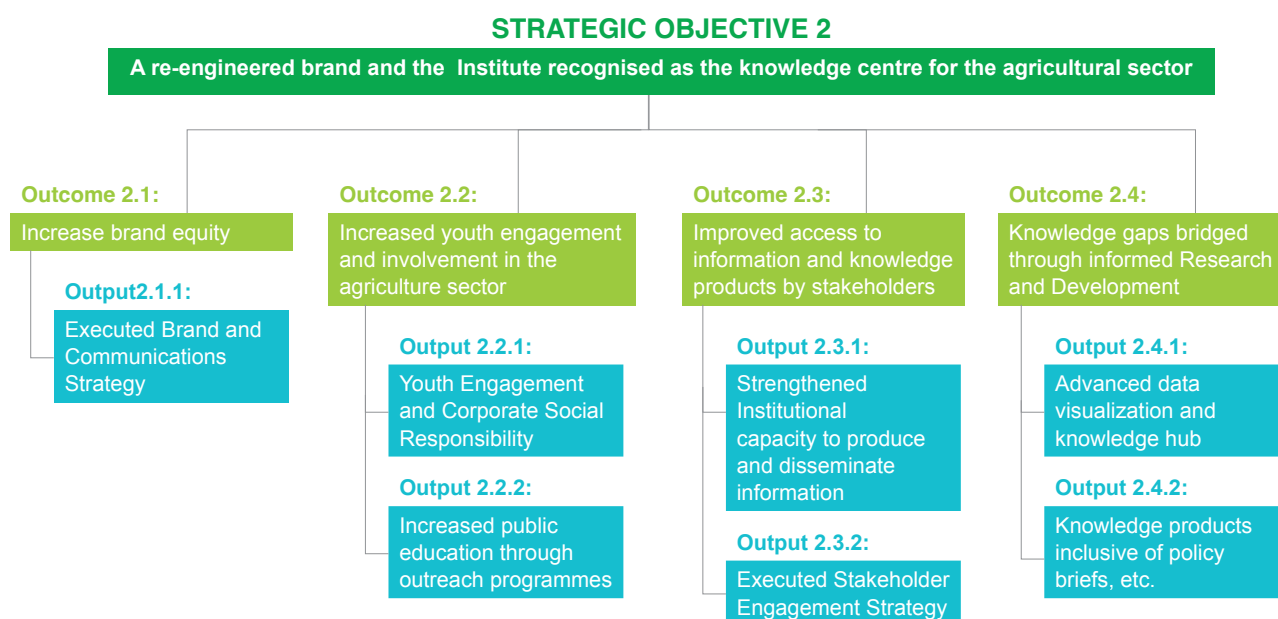 STRATEGIC OBJECTIVE 2
A re-engineered brand and the Institute recognised as the knowledge centre for the agricultural sector
Outcome 2.1:
Increase brand equity
Output2.1.1:
Executed Brand and
Communications
Strategy
Outcome 2.2:
Increased youth engagement
and involvement in the
agriculture sector
Output 2.2.1:
Youth Engagement
and Corporate Social
Responsibility
Output 2.2.2:
Increased public
education through
outreach programmes
Outcome 2.3:
Improved access to
information and knowledge
products by stakeholders
Output 2.3.1:
Strengthened
Institutional
capacity to produce
and disseminate
information
Output 2.3.2:
Executed Stakeholder
Engagement Strategy
Outcome 2.4:
Knowledge gaps bridged
through informed Research
and Development
Output 2.4.1:
Advanced data
visualization and
knowledge hub
Output 2.4.2:
Knowledge products
inclusive of policy
briefs, etc.